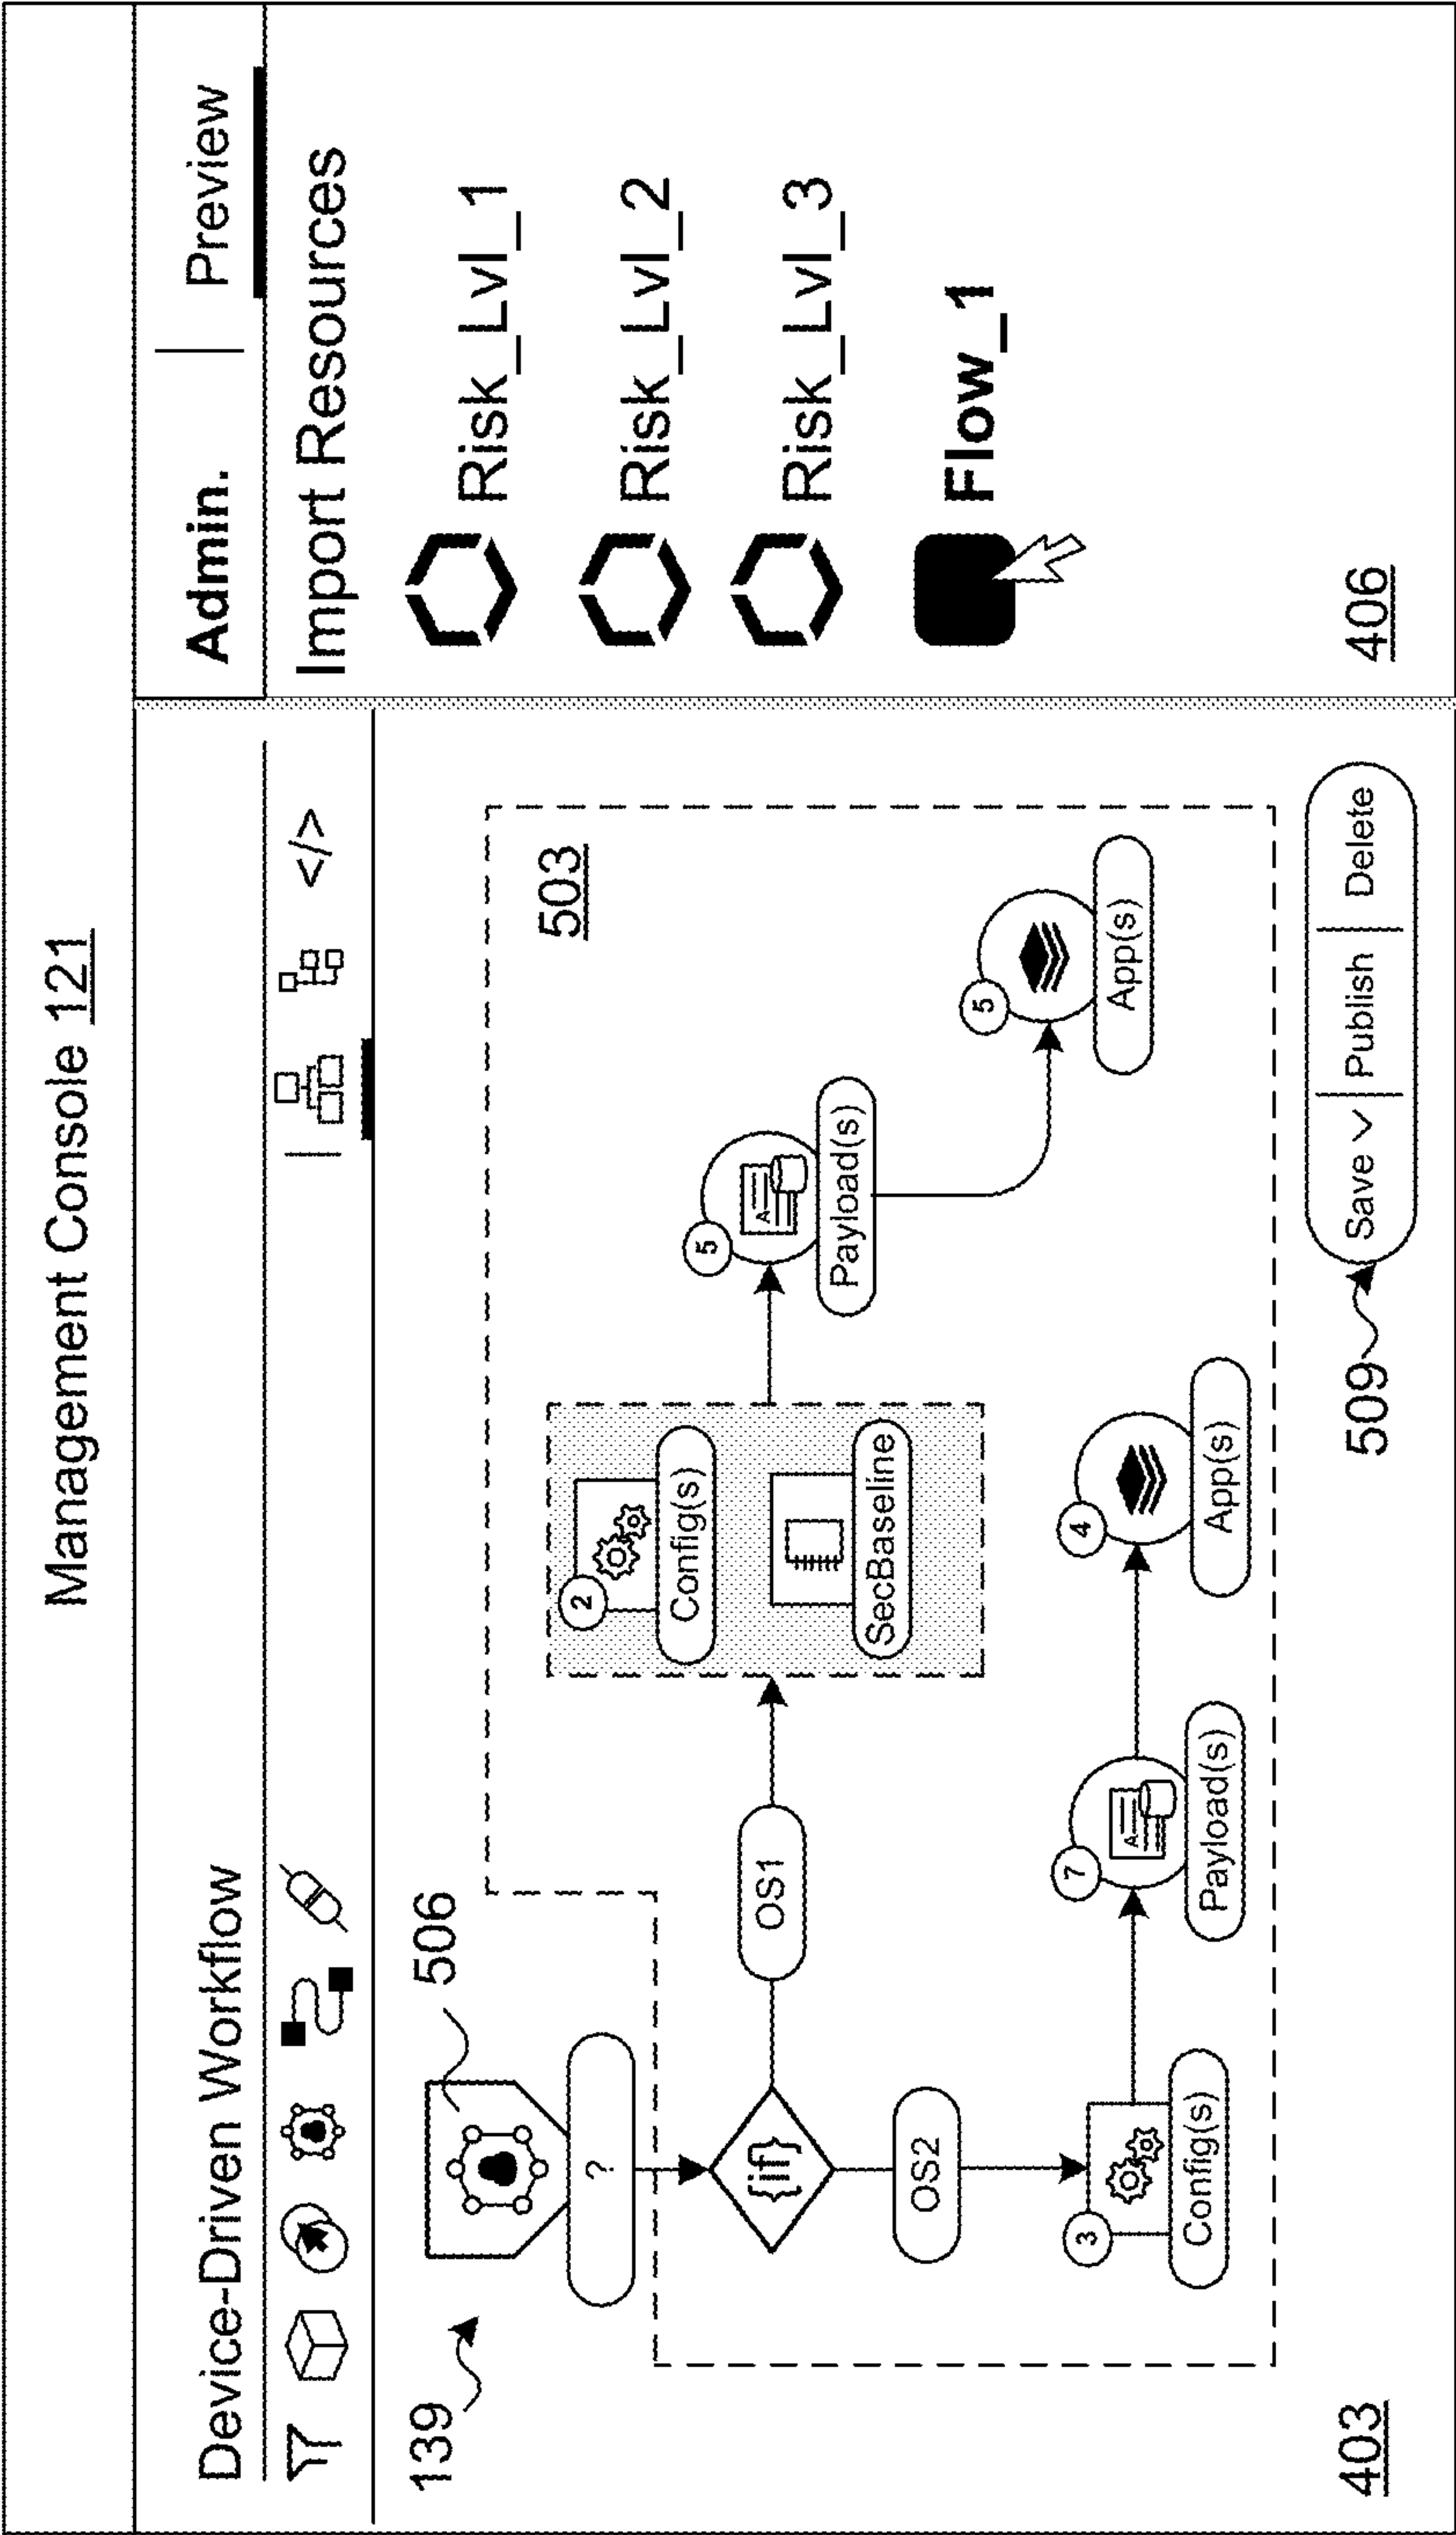 Management Console 121
Device-Driven Workflow
</>
Admin. | Preview
Import Resources
Risk_Lvl_1
Risk_Lvl_2
Risk_Lvl_3
Flow_1
406
139
506
?
503
{if}
OS1
2
Config(s)
SecBaseline
5
A
Payload(s)
5
App(s)
OS2
3
Config(s)
7
A
Payload(s)
4
App(s)
403
509
Save | Publish | Delete